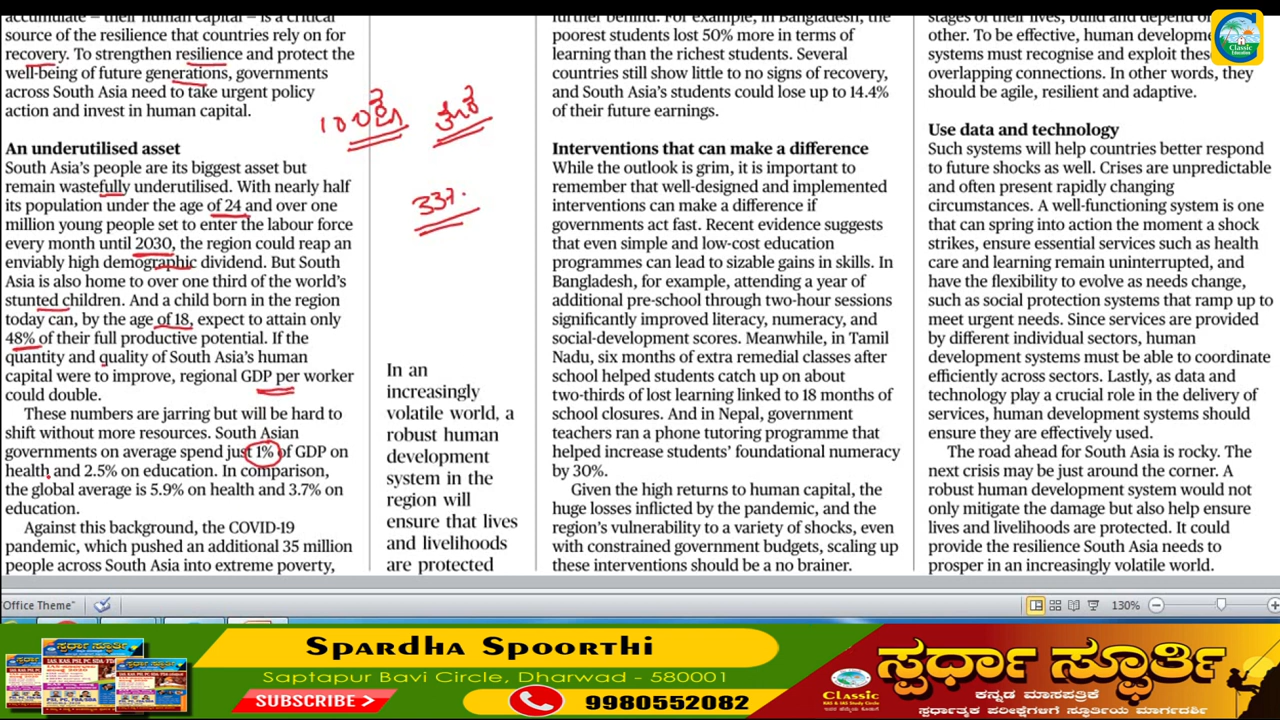 accumulate – their human capital – is a critical
source of the resilience that countries rely on for
recovery. To strengthen resilience and protect the
well-being of future generations, governments
across South Asia need to take urgent policy
action and invest in human capital.
An underutilised asset
South Asia's people are its biggest asset but
remain wastefully underutilised. With nearly half
its population under the age of 24 and over one
million young people set to enter the labour force
every month until 2030, the region could reap an
enviably high demographic dividend. But South
Asia is also home to over one third of the world's
stunted children. And a child born in the region
today can, by the age of 18, expect to attain only
48% of their full productive potential. If the
quantity and quality of South Asia's human
capital were to improve, regional GDP per worker
could double.
These numbers are jarring but will be hard to
shift without more resources. South Asian
governments on average spend just 1% of GDP on
health and 2.5% on education. In comparison,
the global average is 5.9% on health and 3.7% on
education.
Against this background, the COVID-19
pandemic, which pushed an additional 35 million
people across South Asia into extreme poverty,
33%.
In an
increasingly
volatile world, a
robust human
development
system in the
region will
ensure that lives
and livelihoods
are protected
further behind. For example, in Bangladesh, the
poorest students lost 50% more in terms of
learning than the richest students. Several
countries still show little to no signs of recovery,
and South Asia's students could lose up to 14.4%
of their future earnings.
Interventions that can make a difference
While the outlook is grim, it is important to
remember that well-designed and implemented
interventions can make a difference if
governments act fast. Recent evidence suggests
that even simple and low-cost education
programmes can lead to sizable gains in skills. In
Bangladesh, for example, attending a year of
additional pre-school through two-hour sessions
significantly improved literacy, numeracy, and
social-development scores. Meanwhile, in Tamil
Nadu, six months of extra remedial classes after
school helped students catch up on about
two-thirds of lost learning linked to 18 months of
school closures. And in Nepal, government
teachers ran a phone tutoring programme that
helped increase students' foundational numeracy
by 30%.
Given the high returns to human capital, the
huge losses inflicted by the pandemic, and the
region's vulnerability to a variety of shocks, even
with constrained government budgets, scaling up
these interventions should be a no brainer.
stages of their lives, build and depend on
other. To be effective, human development
systems must recognise and exploit these
overlapping connections. In other words, they
should be agile, resilient and adaptive.
Use data and technology
Such systems will help countries better respond
to future shocks as well. Crises are unpredictable
and often present rapidly changing
circumstances. A well-functioning system is one
that can spring into action the moment a shock
strikes, ensure essential services such as health
care and learning remain uninterrupted, and
have the flexibility to evolve as needs change,
such as social protection systems that ramp up to
meet urgent needs. Since services are provided
by different individual sectors, human
development systems must be able to coordinate
efficiently across sectors. Lastly, as data and
technology play a crucial role in the delivery of
services, human development systems should
ensure they are effectively used.
The road ahead for South Asia is rocky. The
next crisis may be just around the corner. A
robust human development system would not
only mitigate the damage but also help ensure
lives and livelihoods are protected. It could
provide the resilience South Asia needs to
prosper in an increasingly volatile world.
Classic
Education
"Office Theme"
130%
Spardha Spoorthi
Saptapur Bavi Circle, Dharwad - 580001
SUBSCRIBE
9980552082
Classic
ಸ್ಪರ್ಧಾ ಸ್ಫೂರ್ತಿ
ಕನ್ನಡ ಮಾಸಪತ್ರಿಕೆ
ಸ್ಪರ್ಧಾತ್ಮಕ ಪರೀಕ್ಷೆಗಳಿಗೆ ಸ್ಫೂರ್ತಿಯ ಮಾರ್ಗದರ್ಶಿ